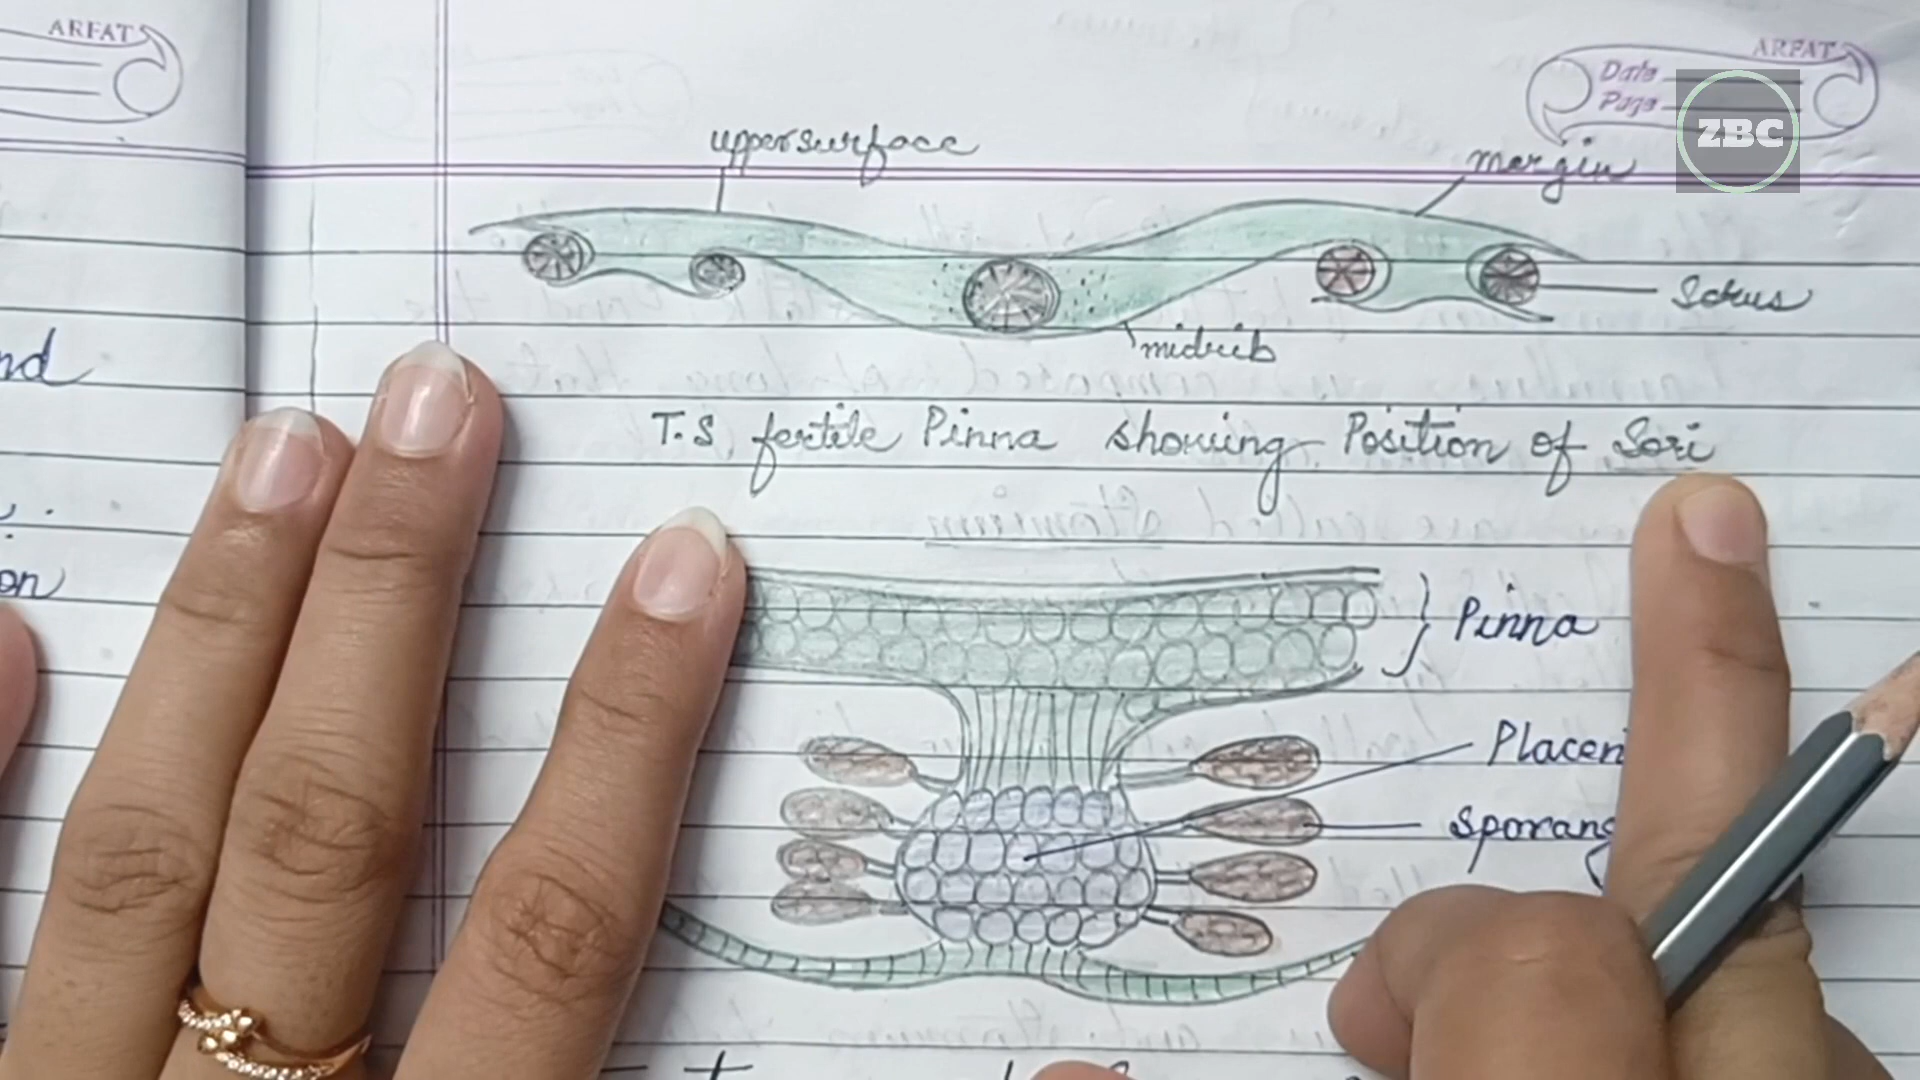 ARFAT
ARFAT
Date
Page
ZBC
upper surface
margin
Sorus
midrib
T.S fertile Pinna showing Position of Sori
Pinna
Placen
Sporang
nd
on